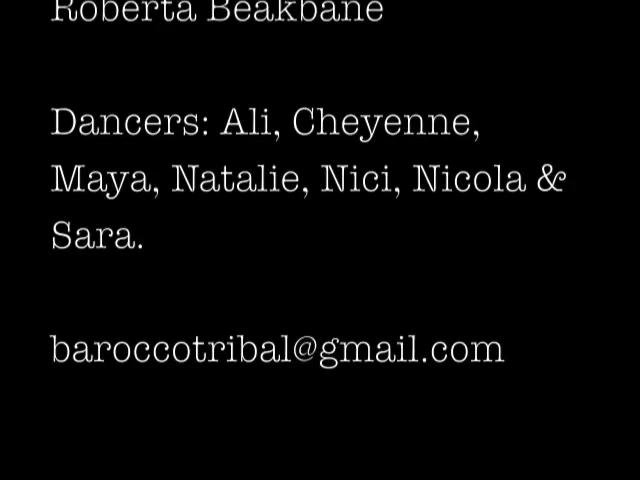 Roberta Beakbane
Dancers: Ali, Cheyenne,
Maya, Natalie, Nici, Nicola &
Sara.
baroccotribal@gmail.com